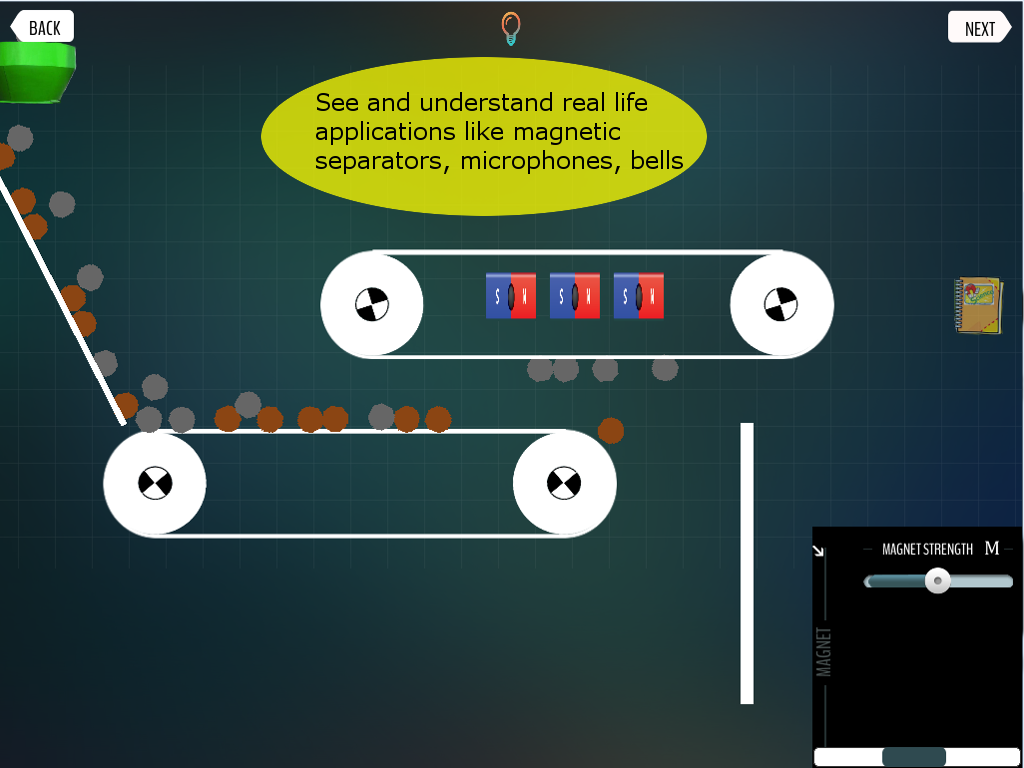 BACK
NEXT
See and understand real life
applications like magnetic
separators, microphones, bells
S N S N S N
MAGNET STRENGTH M
MAGNET